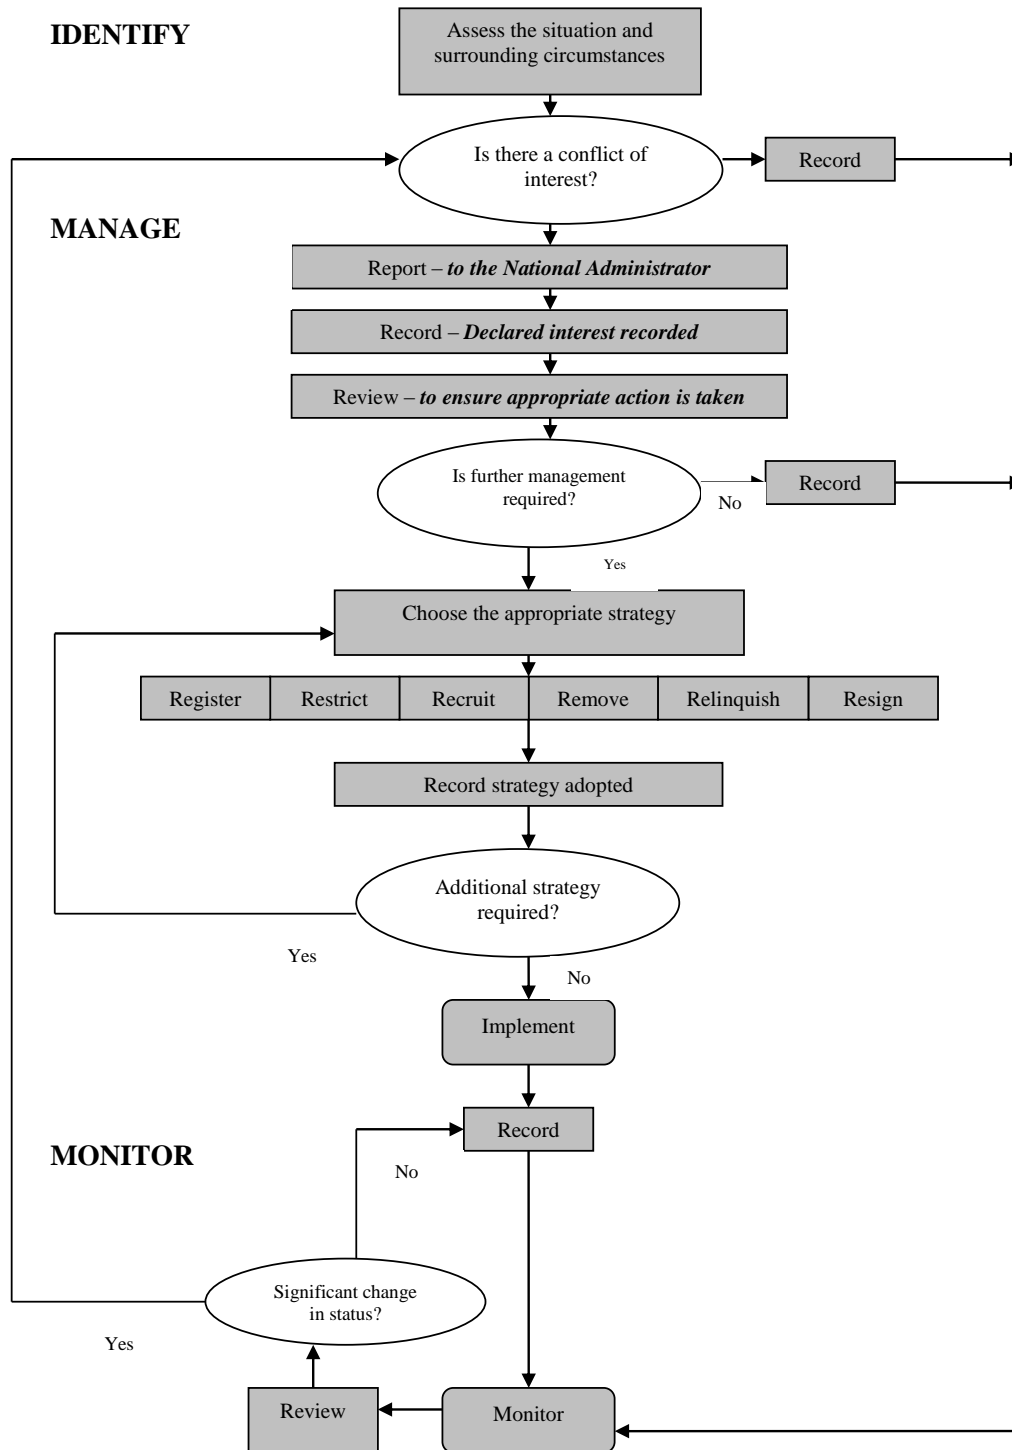 IDENTIFY
Assess the situation and
surrounding circumstances
Is there a conflict of
interest?
Record
MANAGE
Report – to the National Administrator
Record – Declared interest recorded
Review – to ensure appropriate action is taken
Is further management
required?
No
Record
Yes
Choose the appropriate strategy
Register
Restrict
Recruit
Remove
Relinquish
Resign
Record strategy adopted
Additional strategy
required?
Yes
No
Implement
Record
MONITOR
No
Significant change
in status?
Yes
Review
Monitor